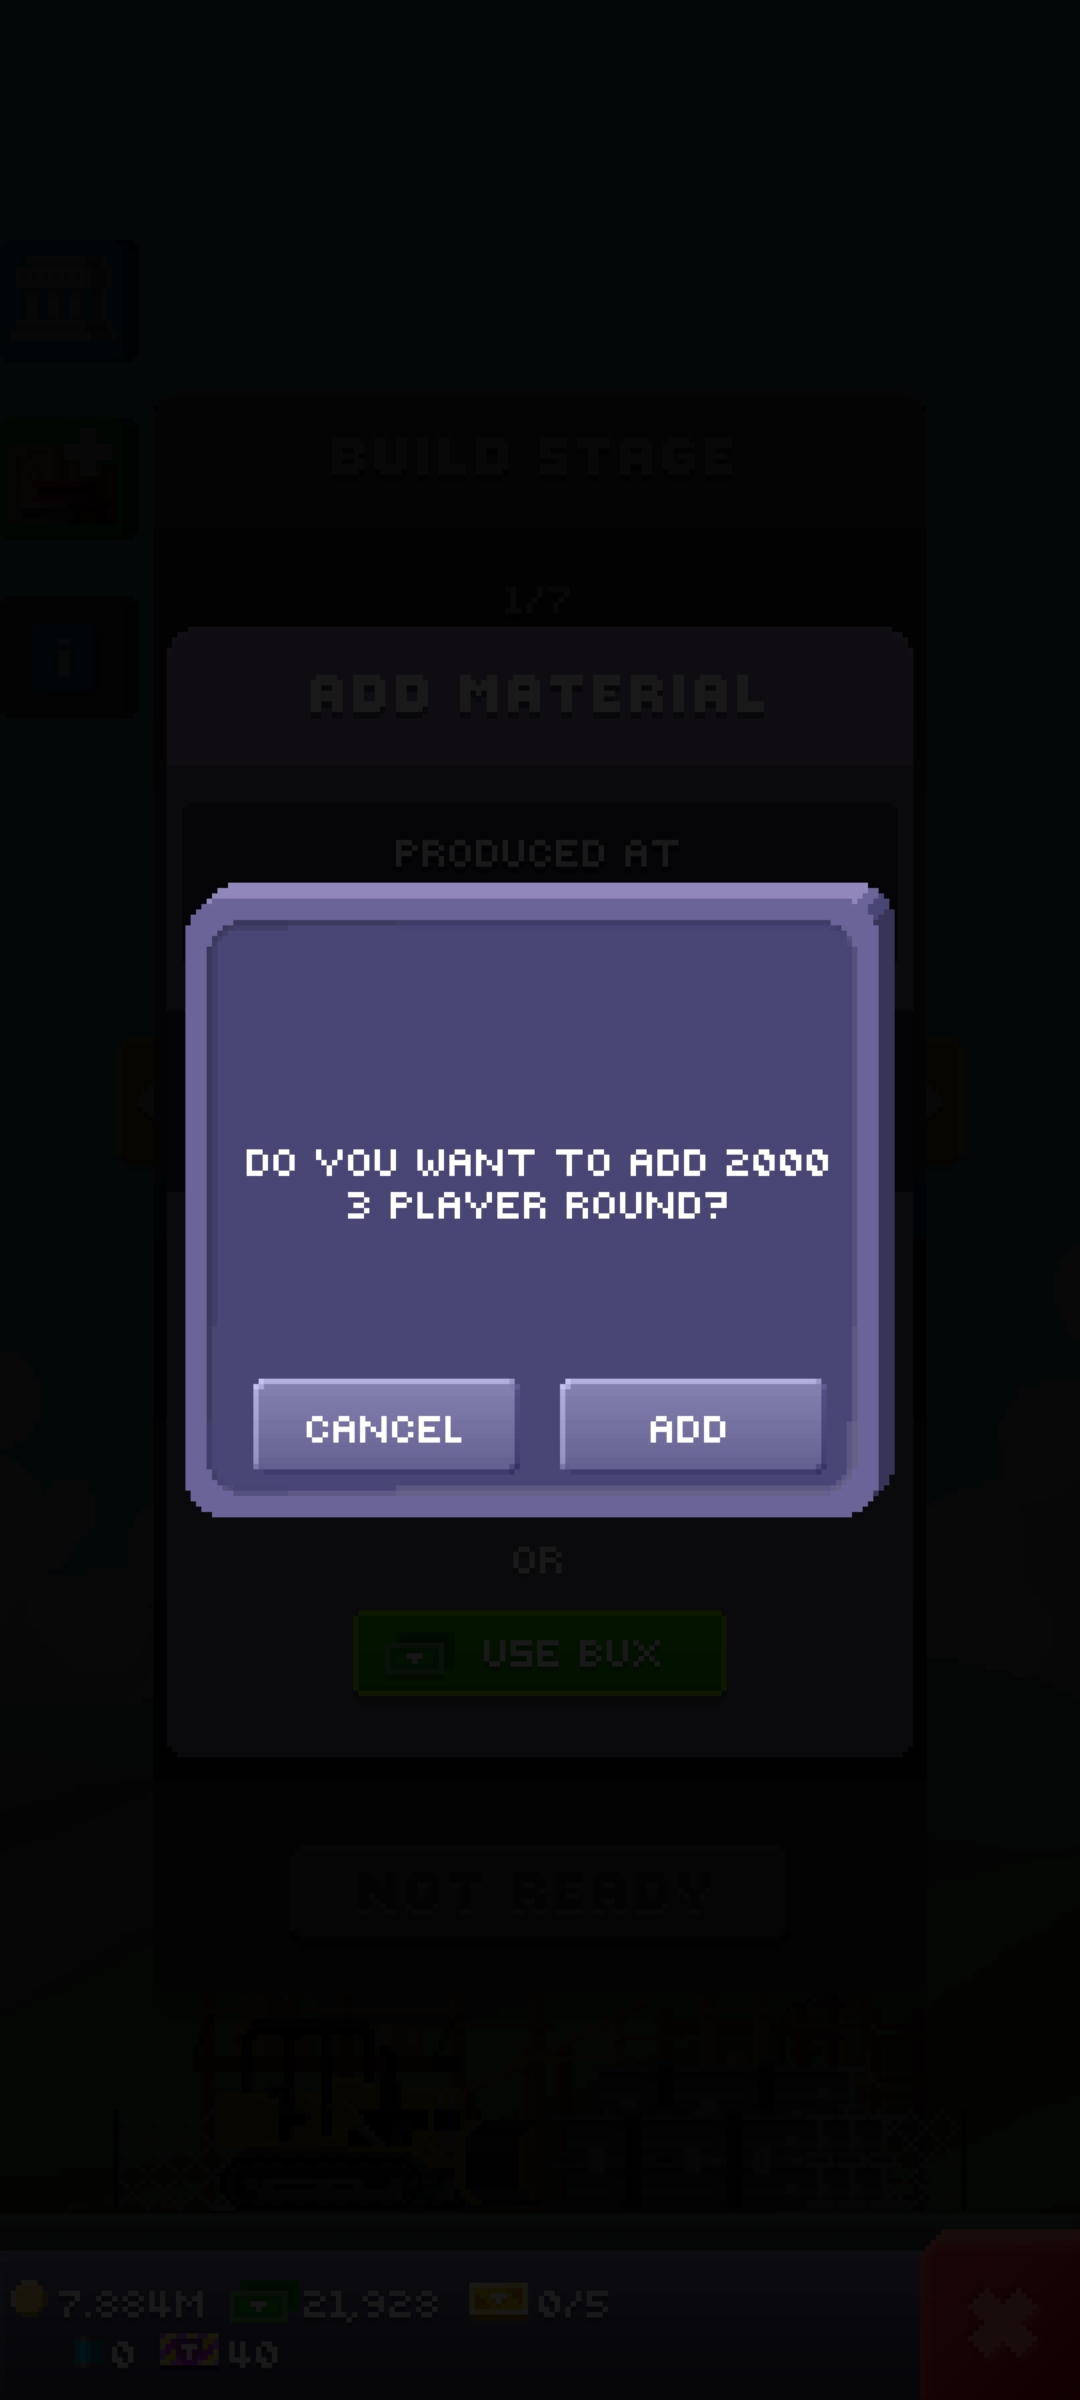 BUILD STAGE
1/7
i
ADD MATERIAL
PRODUCED AT
DO YOU WANT TO ADD 2000
3 PLAYER ROUND?
CANCEL
ADD
OR
USE BUX
NOT READY
7.884M
21,928
0/5
0
T
40